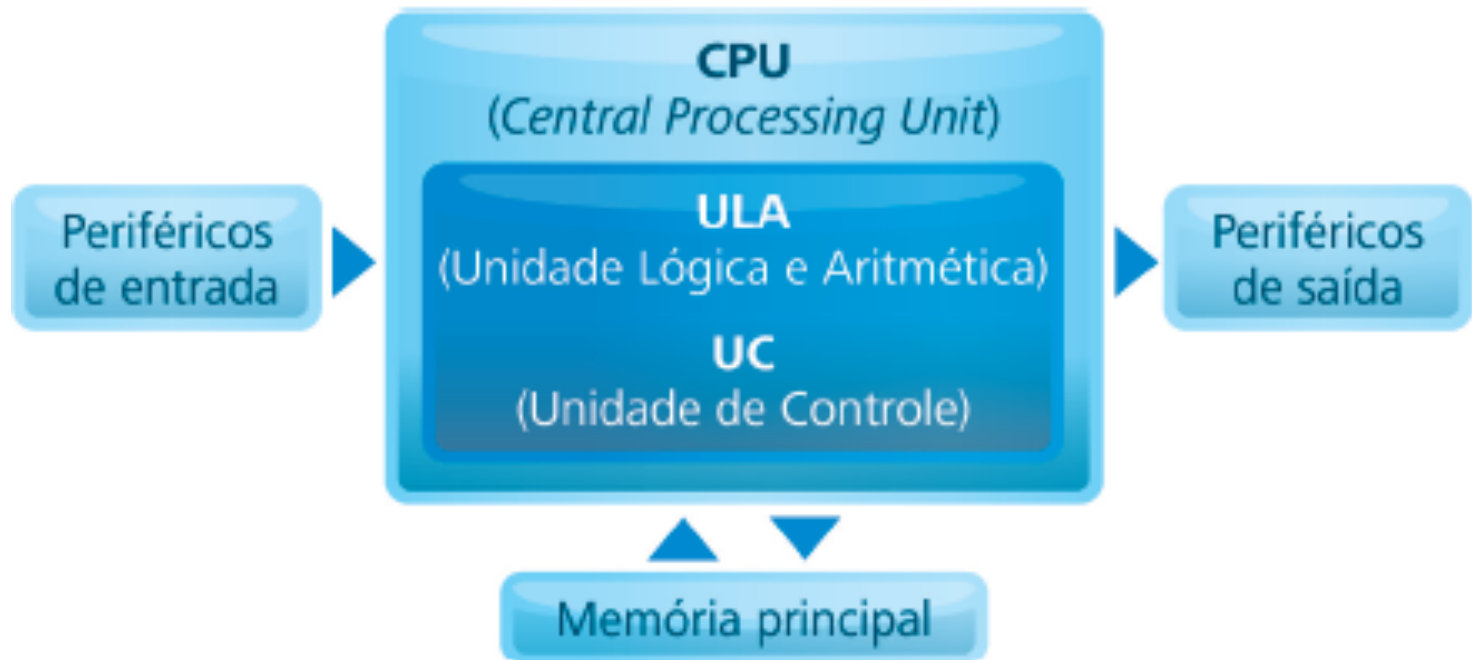 CPU
(Central Processing Unit)
Periféricos
de entrada
ULA
(Unidade Lógica e Aritmética)
UC
(Unidade de Controle)
Periféricos
de saída
Memória principal